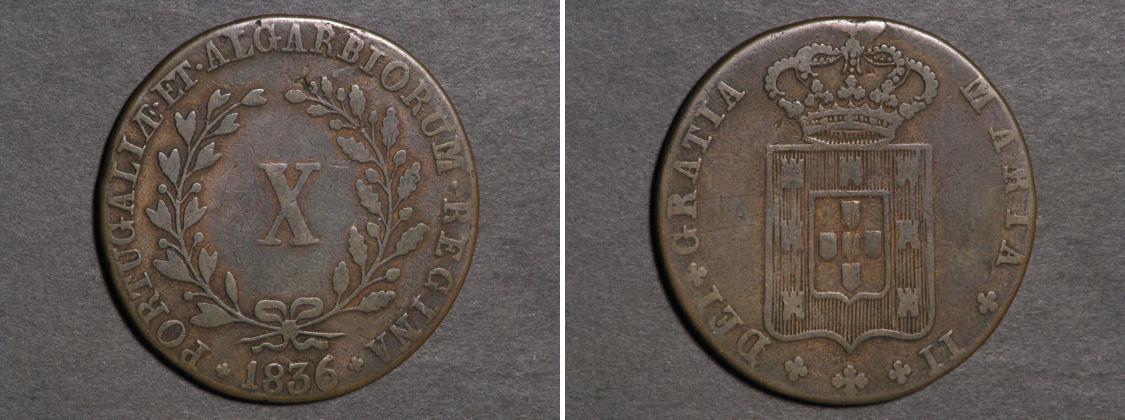 PORTUGALIÆ·ET·ALGARBIORUM·REGINA
X
1836
MARIA II
DEI·GRATIA